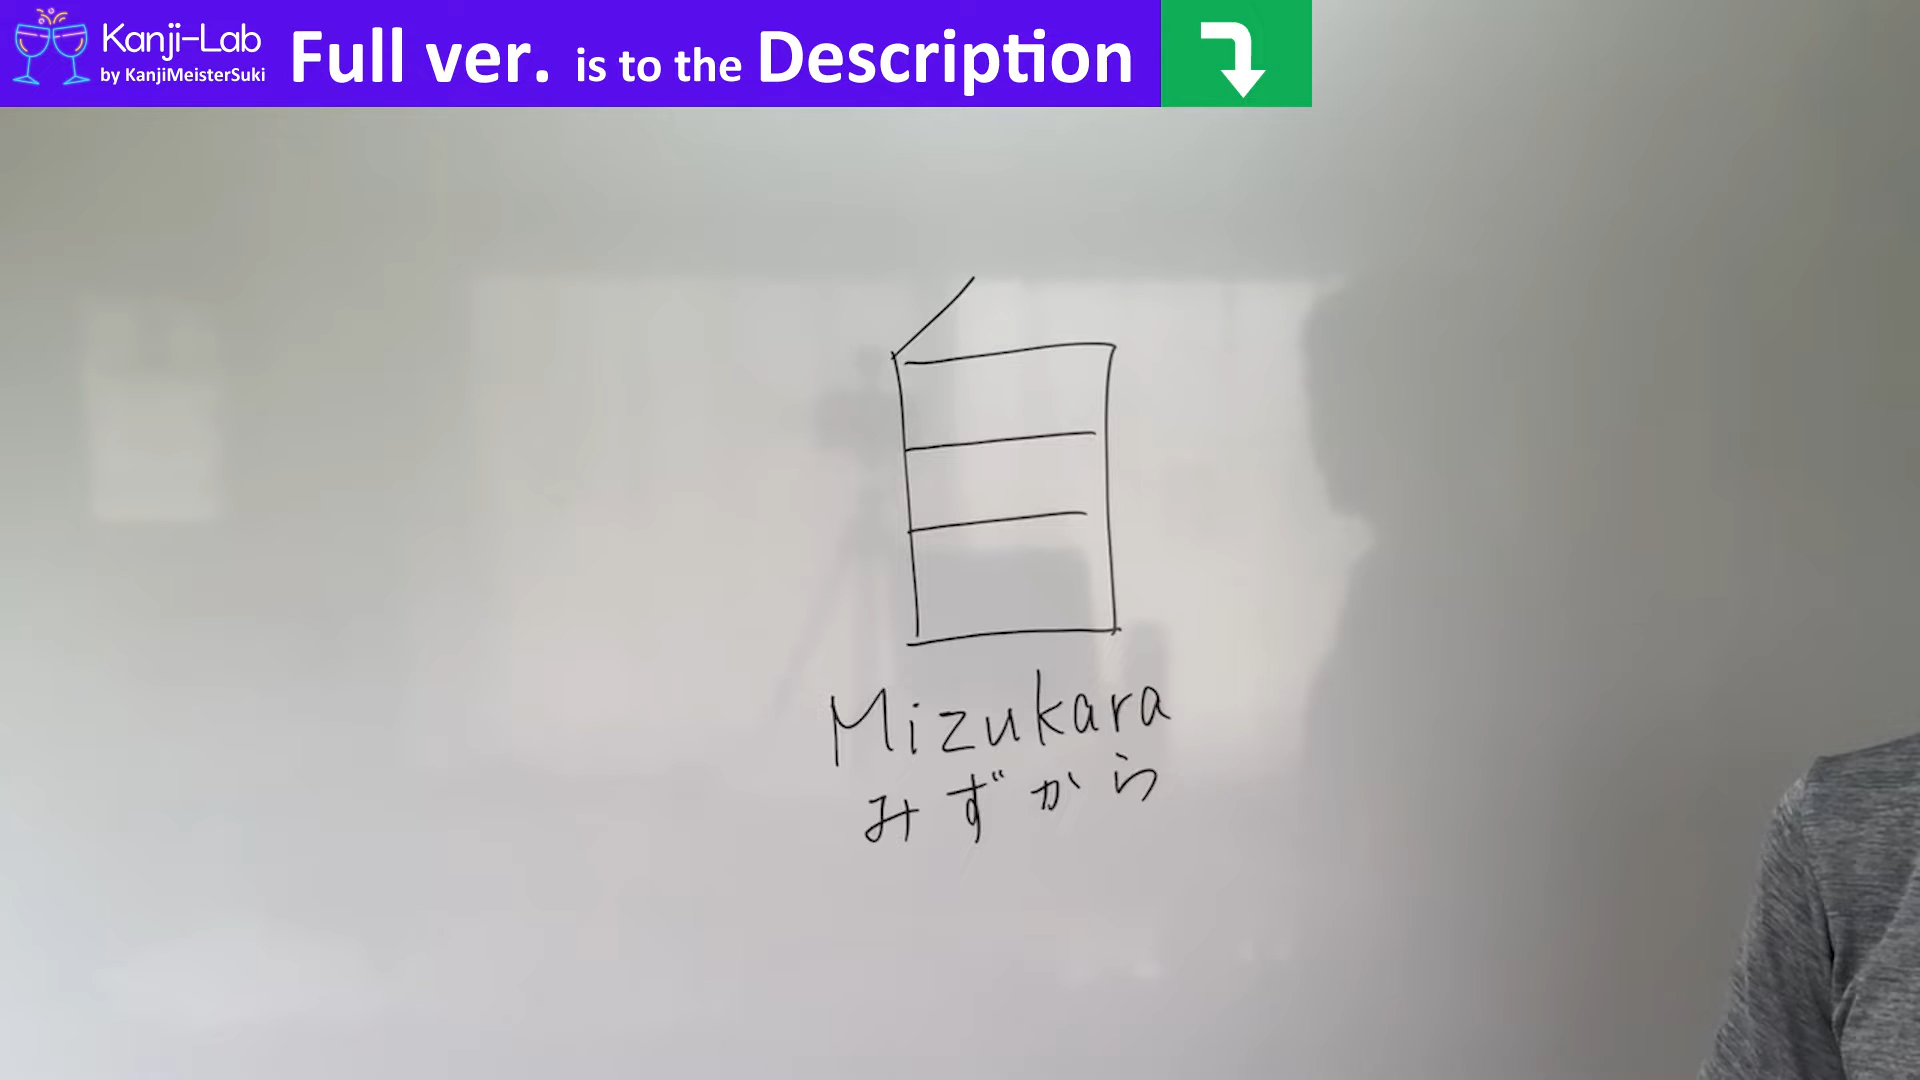 Kanji-Lab
by KanjiMeisterSuki
Full ver. is to the Description
自
Mizukara
みずから